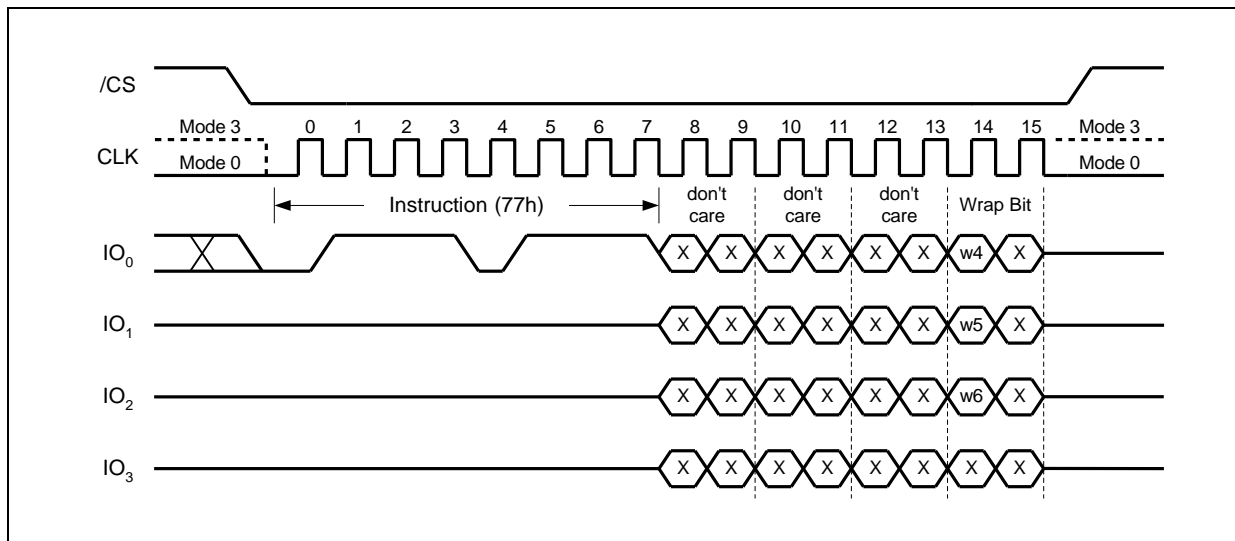 /CS
Mode 3 0 1 2 3 4 5 6 7 8 9 10 11 12 13 14 15 Mode 3
CLK Mode 0 Mode 0
Instruction (77h) don't care don't care don't care Wrap Bit
IO0 X X X X X X w4 X
IO1 X X X X X X w5 X
IO2 X X X X X X w6 X
IO3 X X X X X X X X